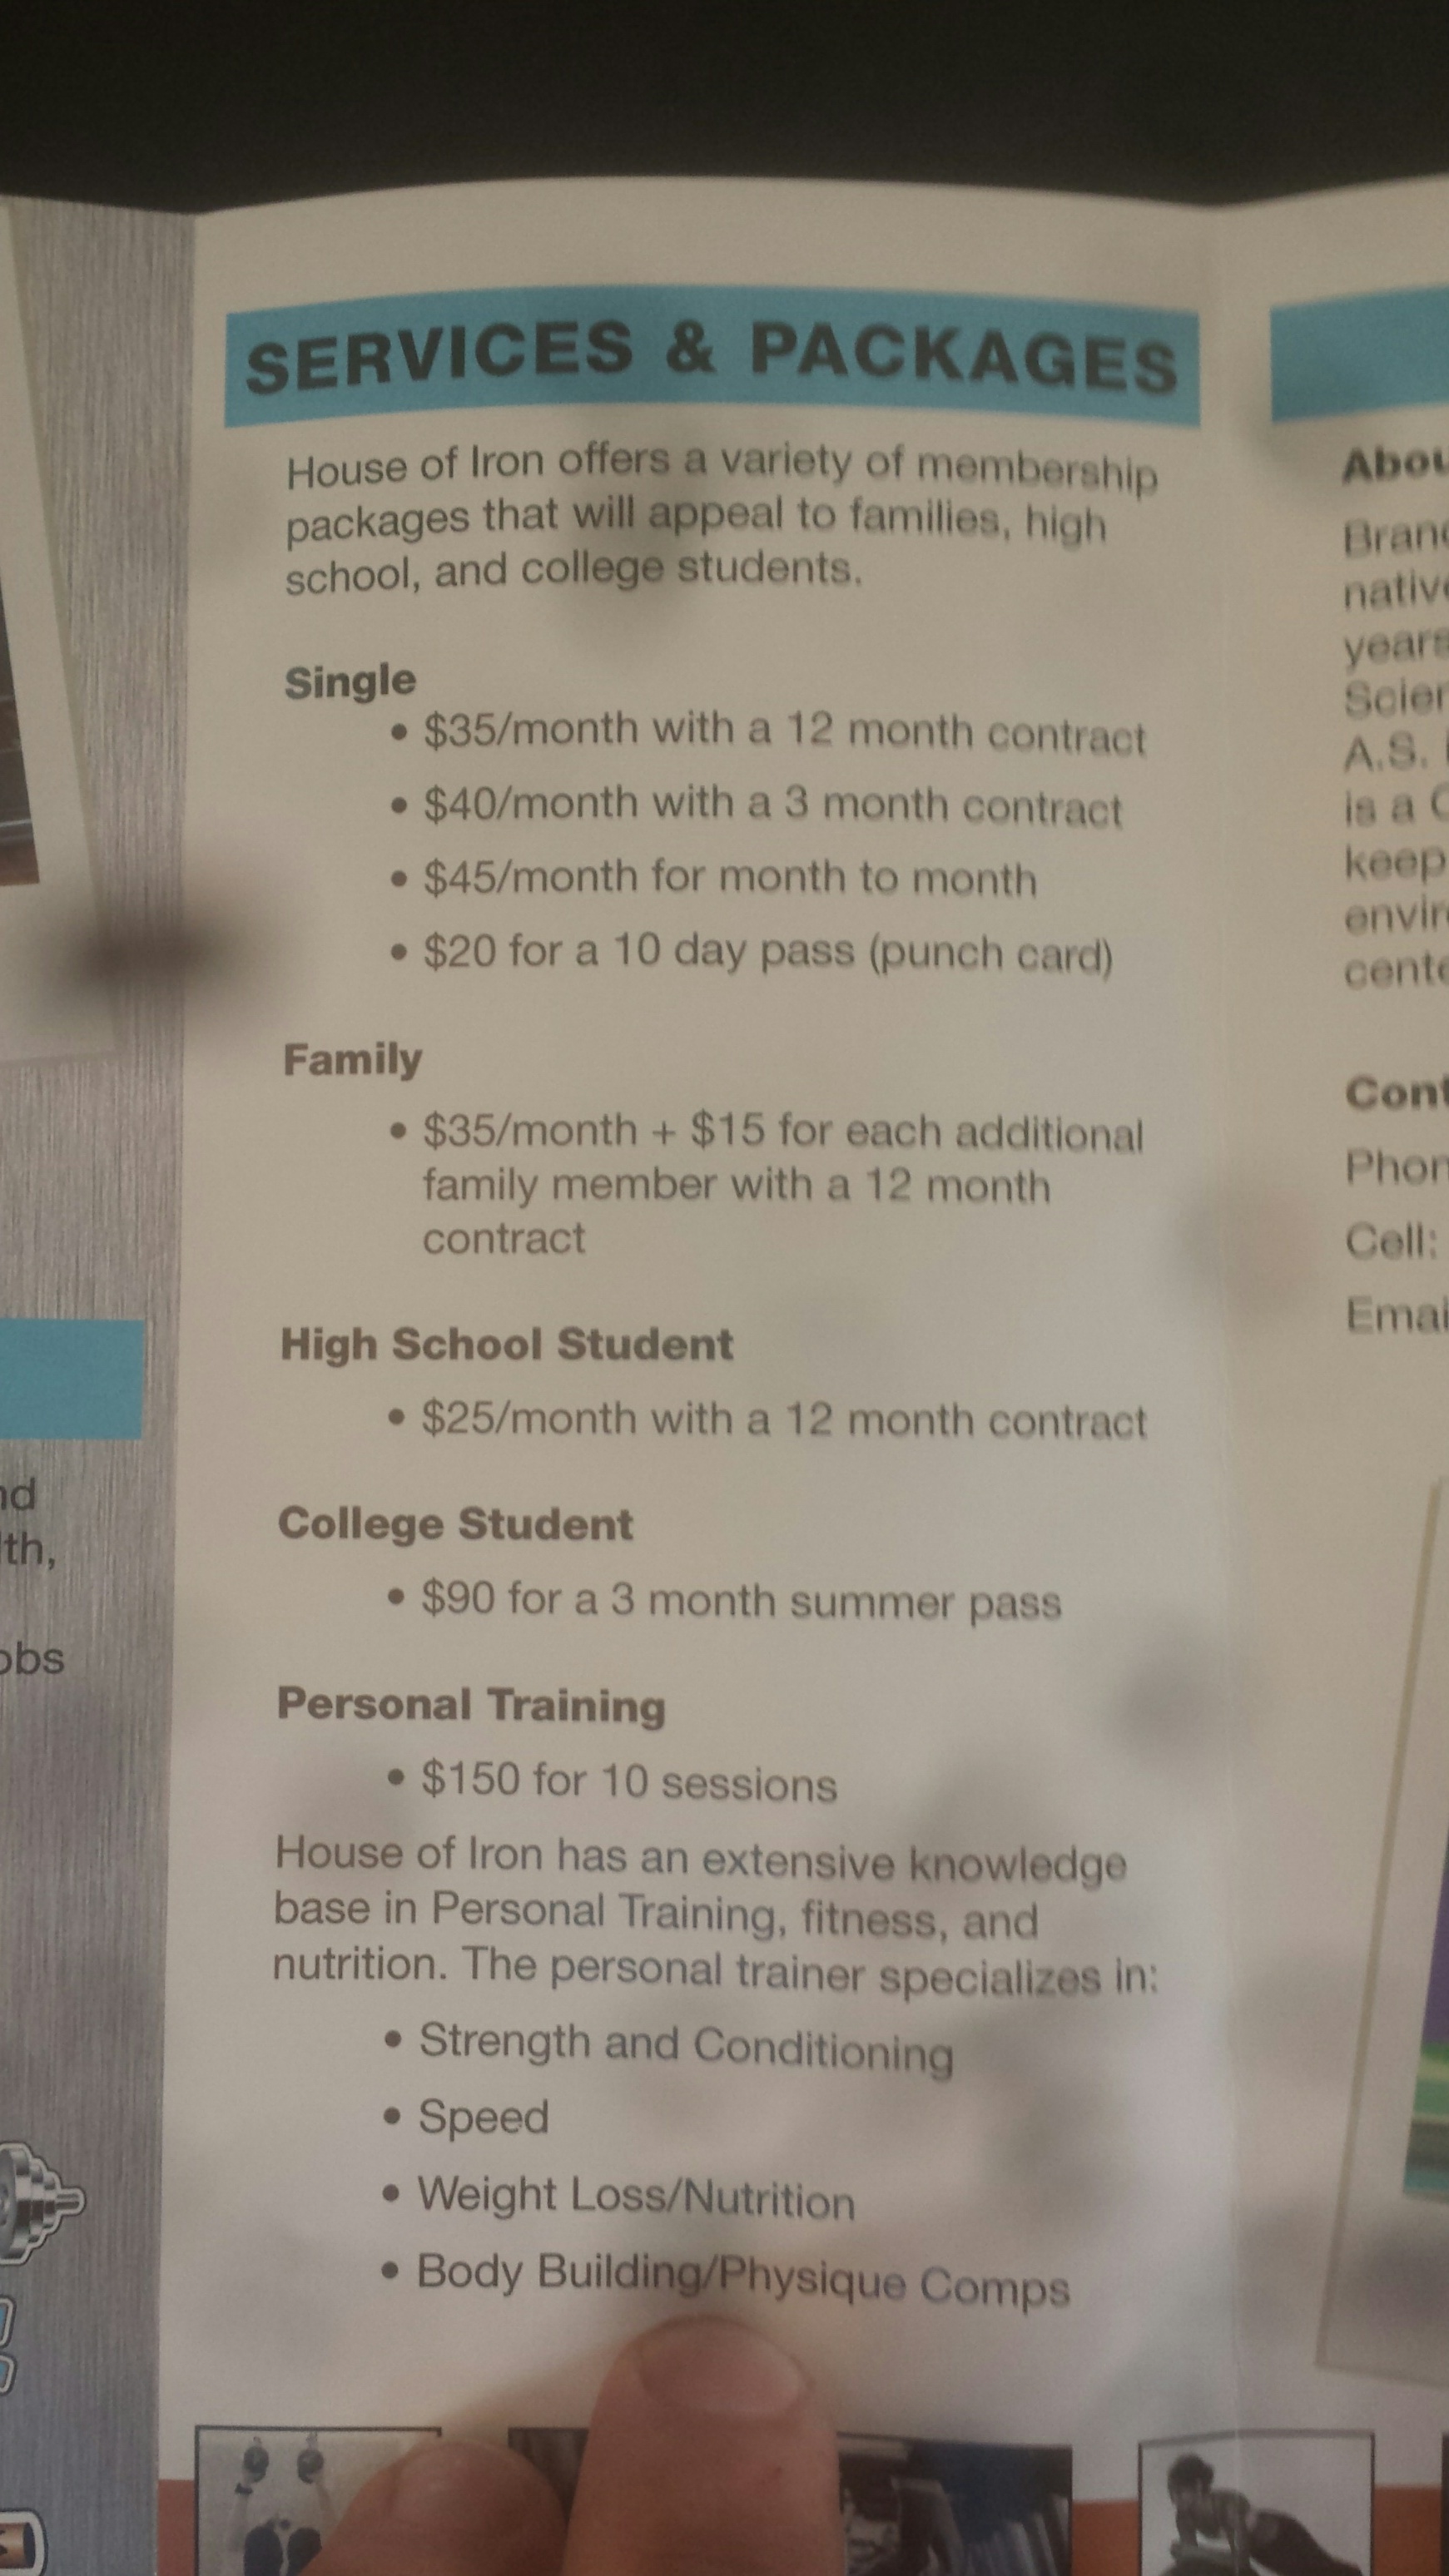 SERVICES & PACKAGES
House of Iron offers a variety of membership
packages that will appeal to families, high
school, and college students.
Single
• $35/month with a 12 month contract
• $40/month with a 3 month contract
• $45/month for month to month
• $20 for a 10 day pass (punch card)
Family
• $35/month + $15 for each additional
family member with a 12 month
contract
High School Student
• $25/month with a 12 month contract
College Student
• $90 for a 3 month summer pass
Personal Training
• $150 for 10 sessions
House of Iron has an extensive knowledge
base in Personal Training, fitness, and
nutrition. The personal trainer specializes in:
• Strength and Conditioning
• Speed
• Weight Loss/Nutrition
• Body Building/Physique Comps
nd
lth,
obs
Abou
Brand
native
years
Scien
A.S.
is a C
keep
envir
cente
Cont
Phon
Cell:
Emai